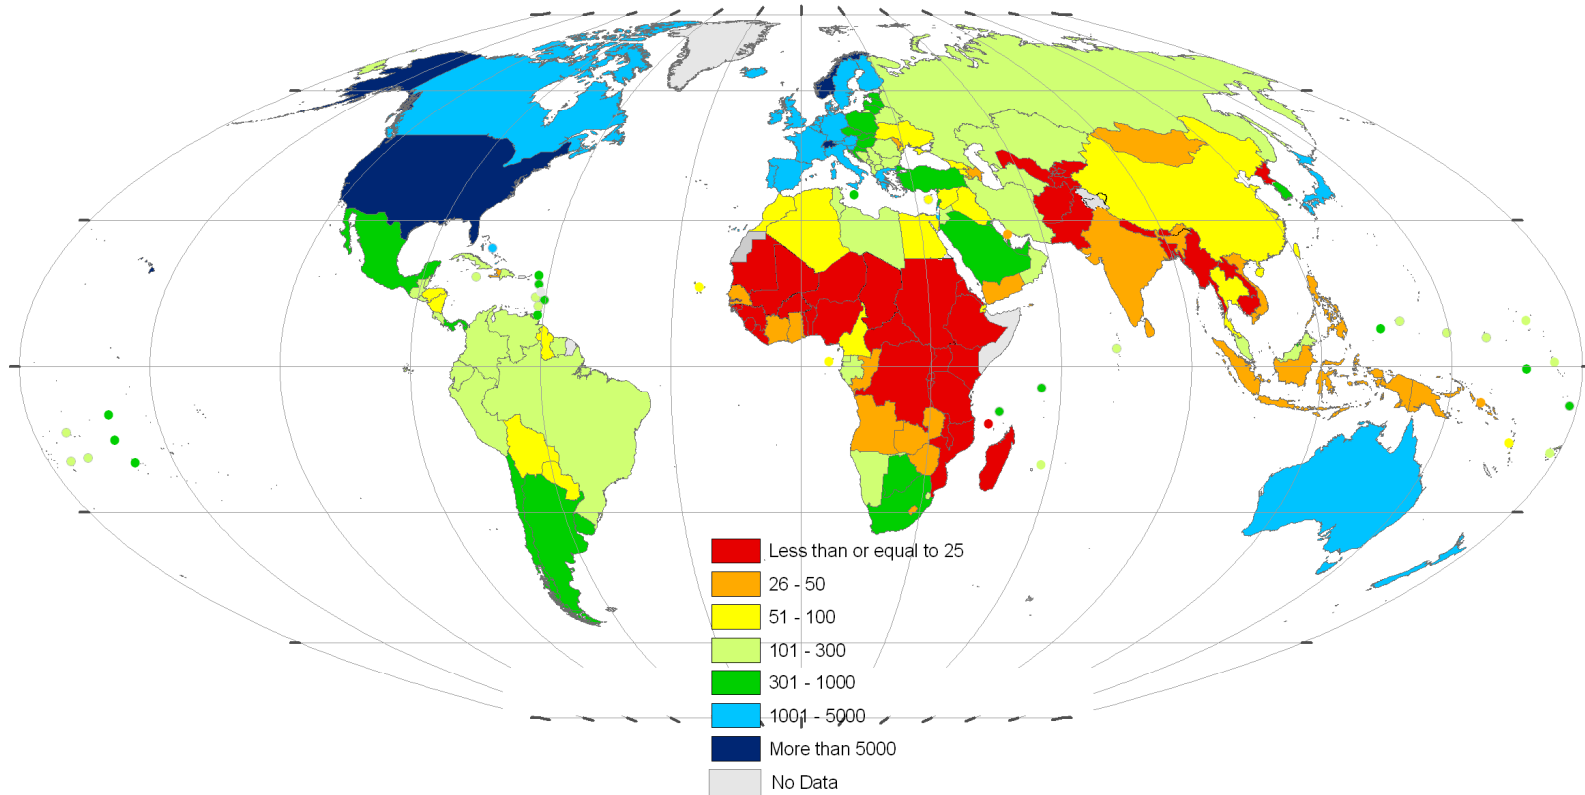 Less than or equal to 25
26 - 50
51 - 100
101 - 300
301 - 1000
1001 - 5000
More than 5000
No Data